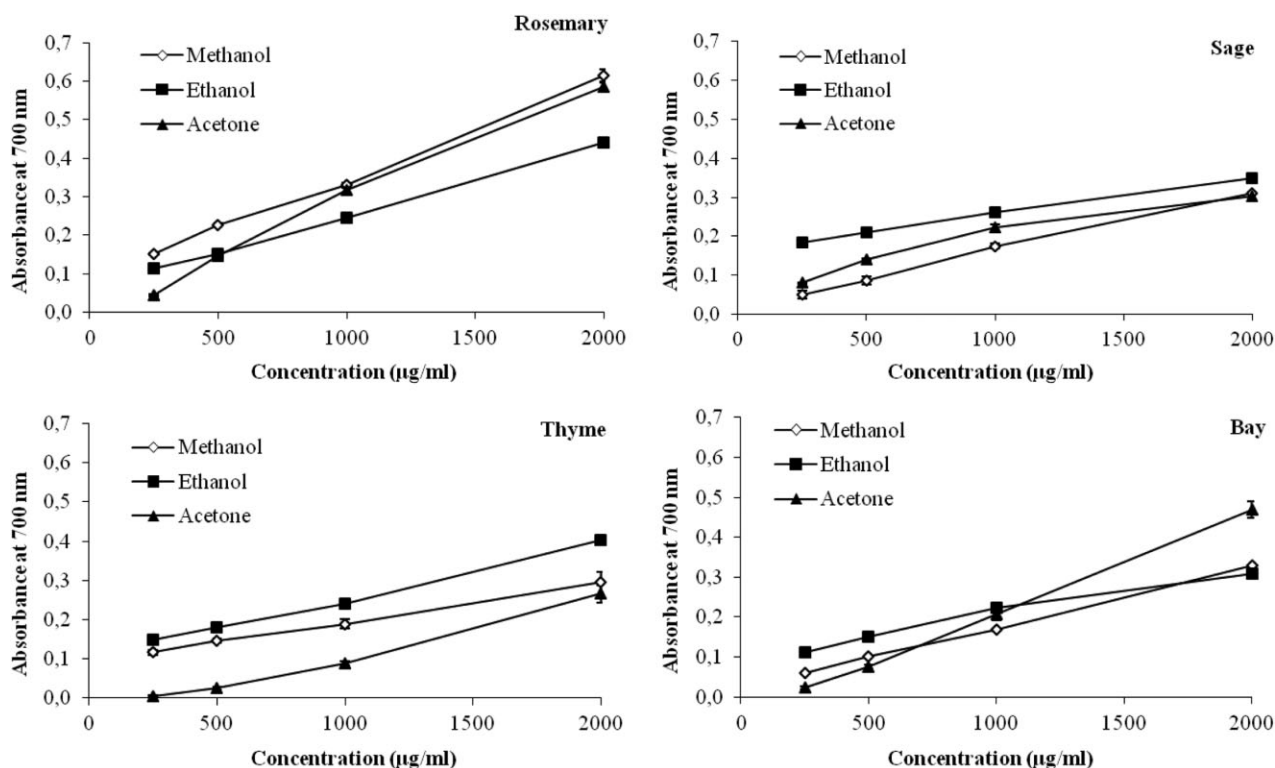 Rosemary
Methanol
Ethanol
Acetone
Absorbance at 700 nm
0,7
0,6
0,5
0,4
0,3
0,2
0,1
0,0
0 500 1000 1500 2000
Concentration (µg/ml)
Sage
Methanol
Ethanol
Acetone
Absorbance at 700 nm
0,7
0,6
0,5
0,4
0,3
0,2
0,1
0,0
0 500 1000 1500 2000
Concentration (µg/ml)
Thyme
Methanol
Ethanol
Acetone
Absorbance at 700 nm
0,7
0,6
0,5
0,4
0,3
0,2
0,1
0,0
0 500 1000 1500 2000
Concentration (µg/ml)
Bay
Methanol
Ethanol
Acetone
Absorbance at 700 nm
0,7
0,6
0,5
0,4
0,3
0,2
0,1
0,0
0 500 1000 1500 2000
Concentration (µg/ml)